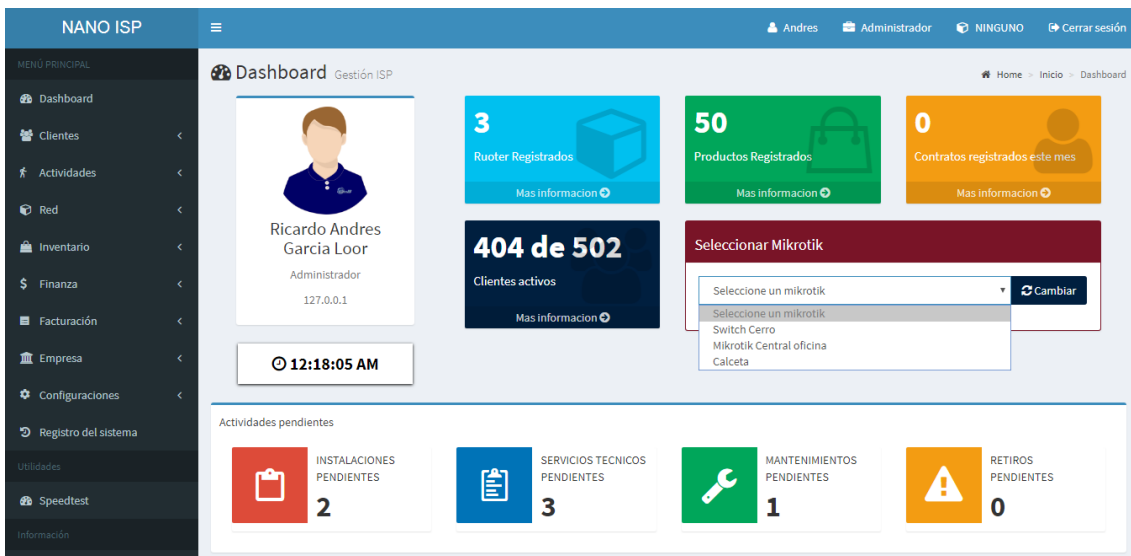 NANO ISP
Andres
Administrador
NINGUNO
Cerrar sesión
MENÚ PRINCIPAL
Dashboard
Clientes
Actividades
Red
Inventario
Finanza
Facturación
Empresa
Configuraciones
Registro del sistema
Utilidades
Speedtest
Información
Dashboard Gestión ISP
Home > Inicio > Dashboard
Ricardo Andres
Garcia Loor
Administrador
127.0.0.1
12:18:05 AM
3
Ruoter Registrados
Mas informacion
50
Productos Registrados
Mas informacion
0
Contratos registrados este mes
Mas informacion
404 de 502
Clientes activos
Mas informacion
Seleccionar Mikrotik
Seleccione un mikrotik
Cambiar
Seleccione un mikrotik
Switch Cerro
Mikrotik Central oficina
Calceta
Actividades pendientes
INSTALACIONES
PENDIENTES
2
SERVICIOS TECNICOS
PENDIENTES
3
MANTENIMIENTOS
PENDIENTES
1
RETIROS
PENDIENTES
0